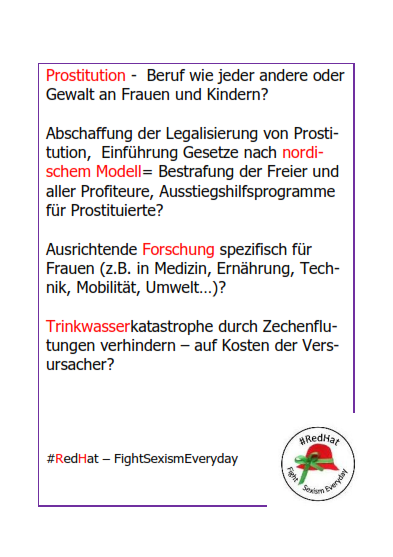 Prostitution -  Beruf wie jeder andere oder
Gewalt an Frauen und Kindern?
Abschaffung der Legalisierung von Prosti-
tution,  Einführung Gesetze nach nordi-
schem Modell= Bestrafung der Freier und
aller Profiteure, Ausstiegshilfsprogramme
für Prostituierte?
Ausrichtende Forschung spezifisch für
Frauen (z.B. in Medizin, Ernährung, Tech-
nik, Mobilität, Umwelt…)?
Trinkwasserkatastrophe durch Zechenflu-
tungen verhindern – auf Kosten der Vers-
ursacher?
#RedHat
Fight Sexism Everyday
#RedHat – FightSexismEveryday